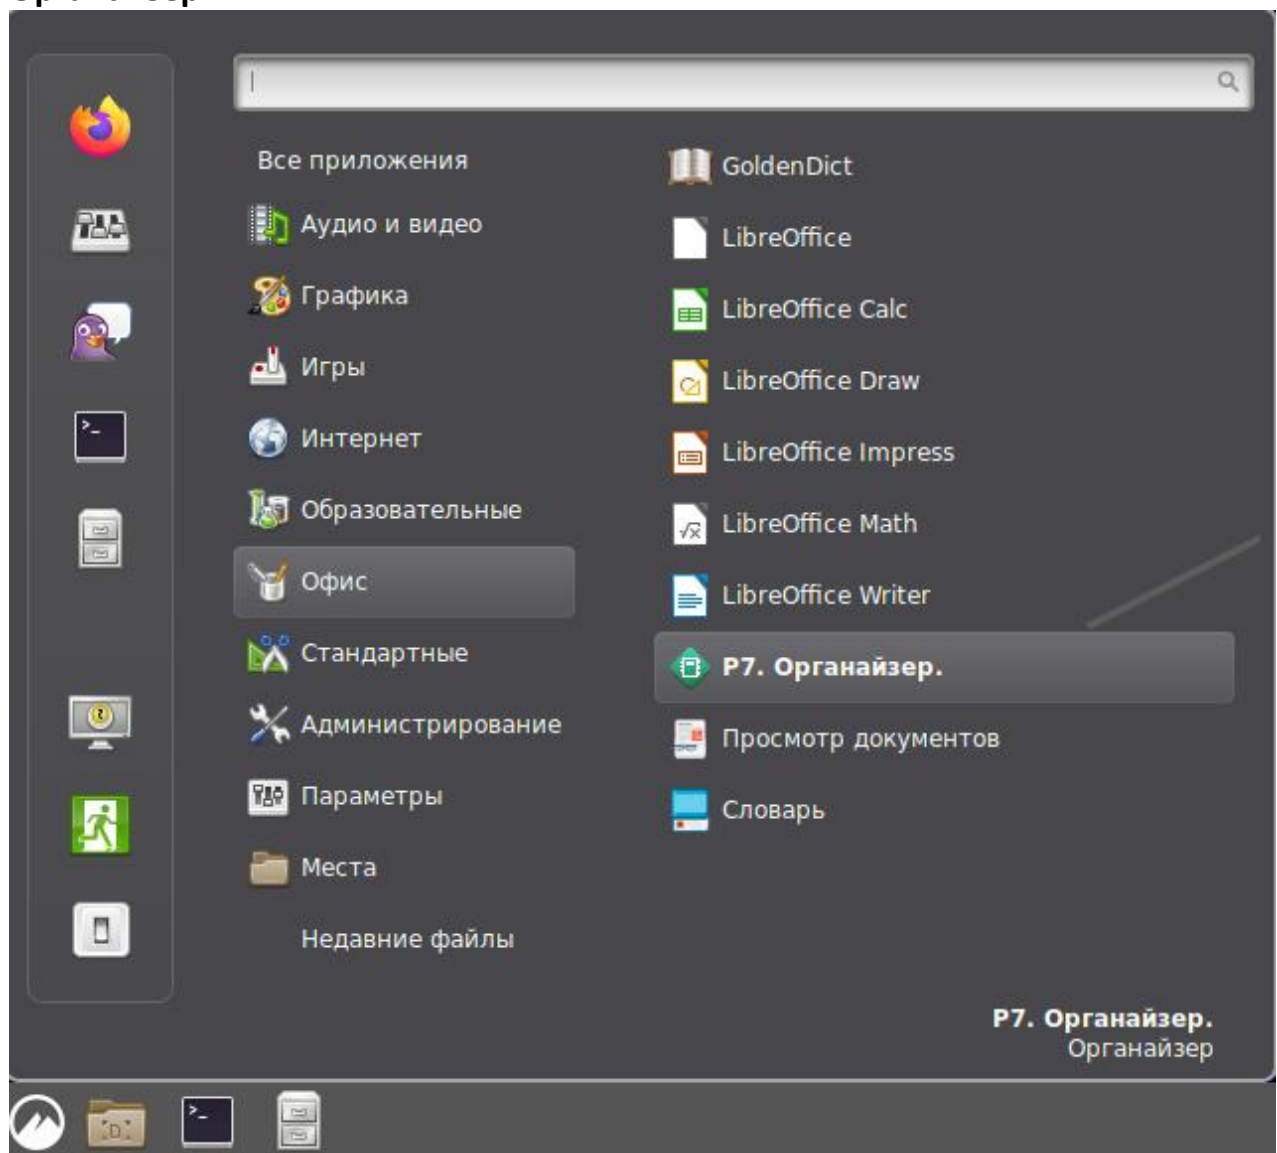 Все приложения
Аудио и видео
Графика
Игры
Интернет
Образовательные
Офис
Стандартные
Администрирование
Параметры
Места
Недавние файлы
GoldenDict
LibreOffice
LibreOffice Calc
LibreOffice Draw
LibreOffice Impress
LibreOffice Math
LibreOffice Writer
Р7. Органайзер.
Просмотр документов
Словарь
Р7. Органайзер.
Органайзер